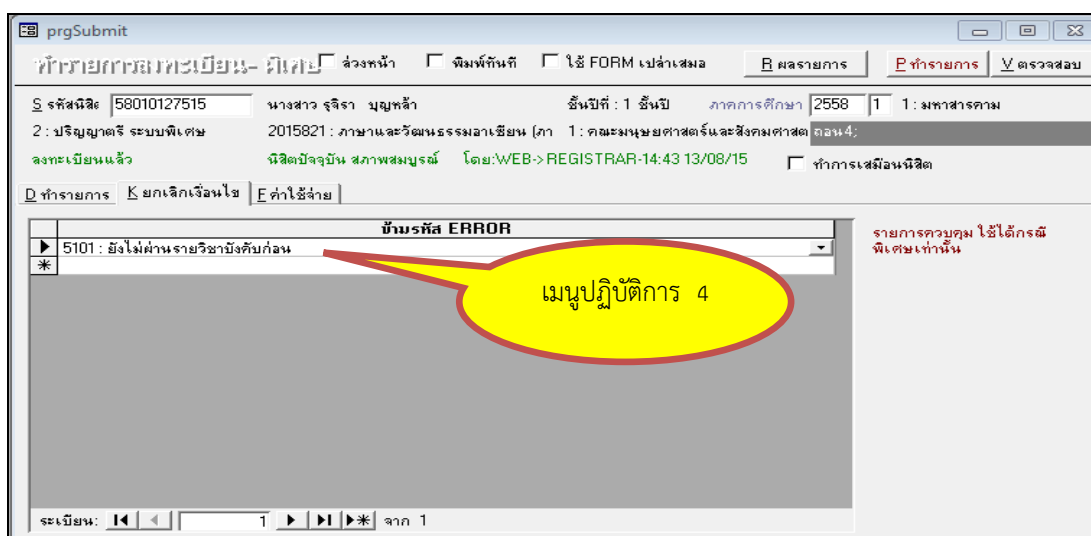 prgSubmit
ทำรายการลงทะเบียน- พิเศษ ล่วงหน้า พิมพ์ทันที ใช้ FORM เปล่าเสมอ R ผลรายการ P ทำรายการ V ตรวจสอบ
S รหัสนิสิต 58010127515 นางสาว รุจิรา บุญหล้า ชั้นปีที่ : 1 ชั้นปี ภาคการศึกษา 2558 1 1 : มหาสารคาม
2 : ปริญญาตรี ระบบพิเศษ 2015821 : ภาษาและวัฒนธรรมอาเซียน (ภา 1 : คณะมนุษยศาสตร์และสังคมศาสต ถอน4;
ลงทะเบียนแล้ว นิสิตปัจจุบัน สภาพสมบูรณ์ โดย:WEB->REGISTRAR-14:43 13/08/15 ทำการเสมือนนิสิต
D ทำรายการ K ยกเลิกเงื่อนไข F ค่าใช้จ่าย
ข้ามรหัส ERROR
5101 : ยังไม่ผ่านรายวิชาบังคับก่อน
รายการควบคุม ใช้ได้กรณี
พิเศษเท่านั้น
เมนูปฏิบัติการ 4
ระเบียน: 1 จาก 1